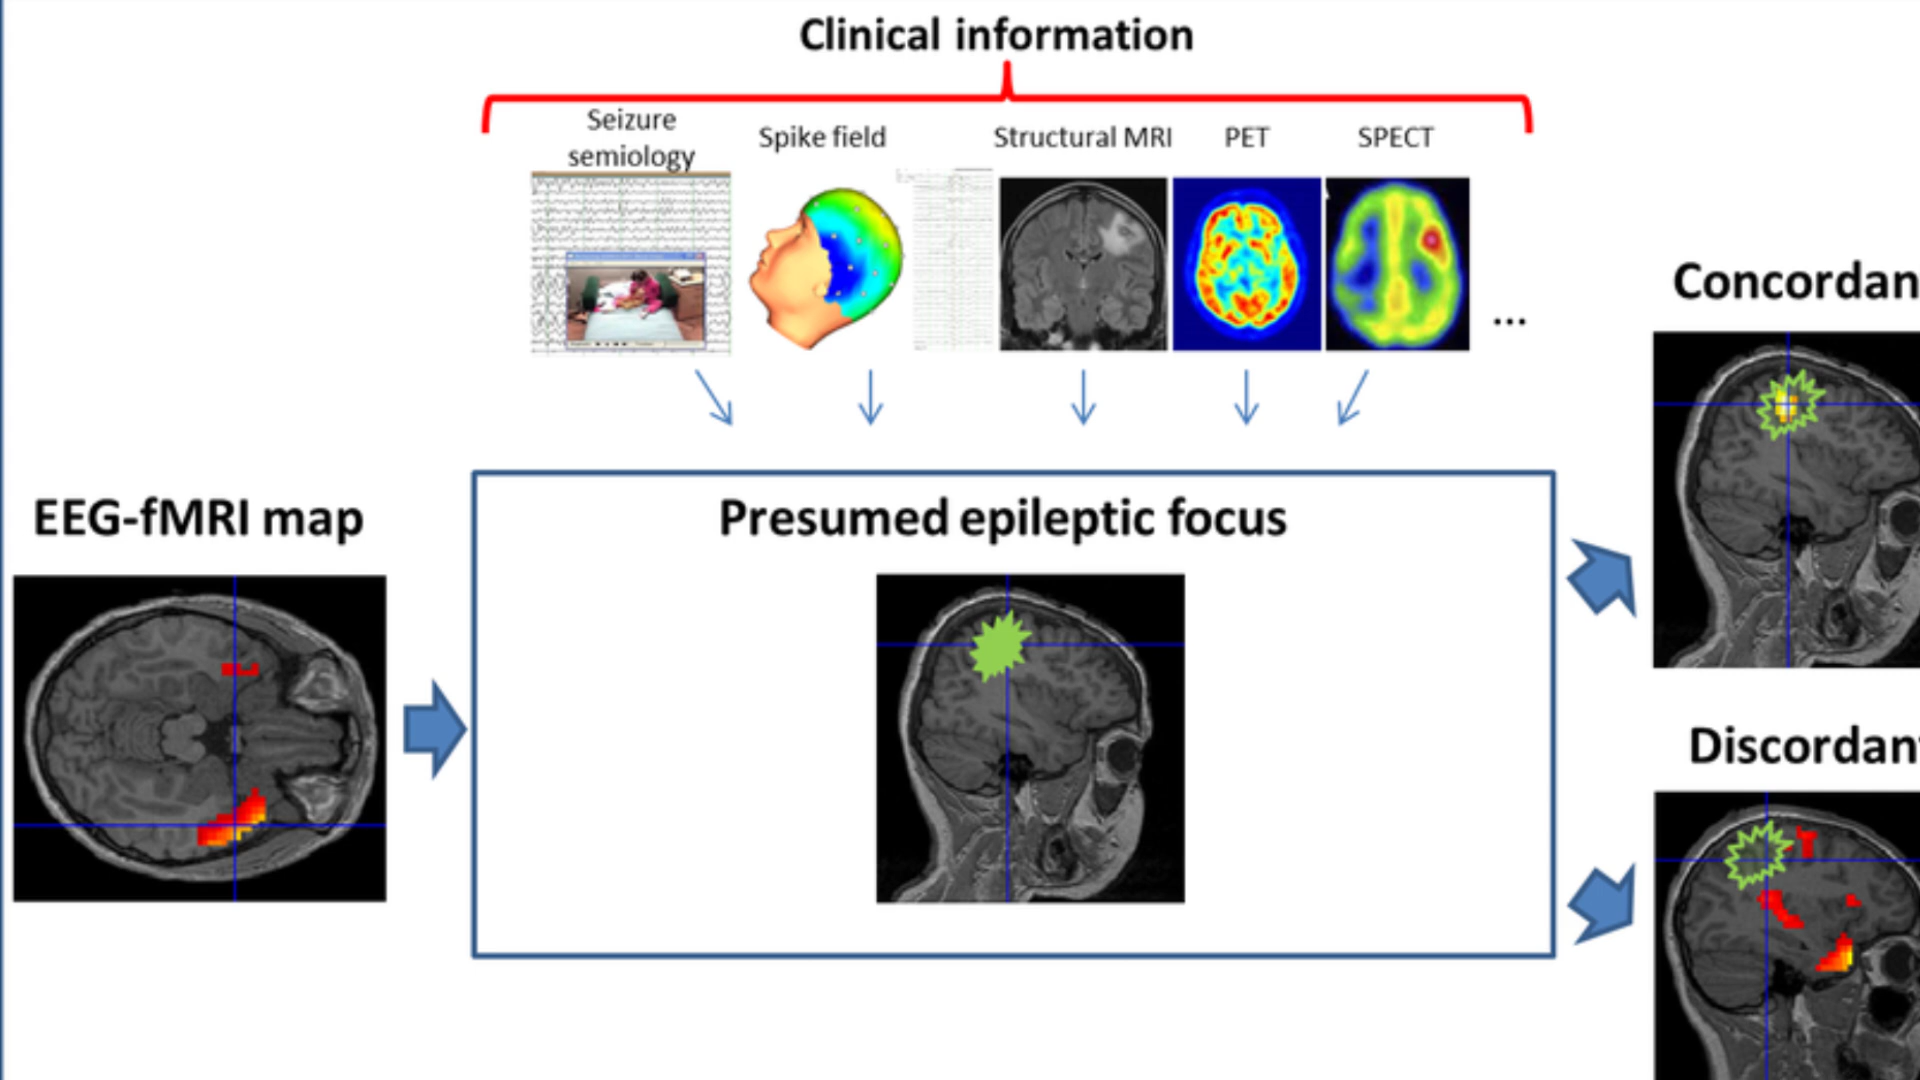 Clinical information
Seizure
semiology
Spike field
Structural MRI
PET
SPECT
...
Concordan
EEG-fMRI map
Presumed epileptic focus
Discordan